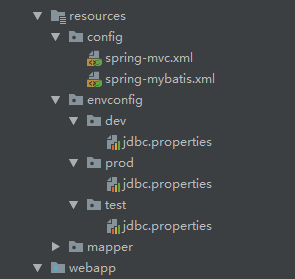 resources
config
spring-mvc.xml
spring-mybatis.xml
envconfig
dev
jdbc.properties
prod
jdbc.properties
test
jdbc.properties
mapper
webapp